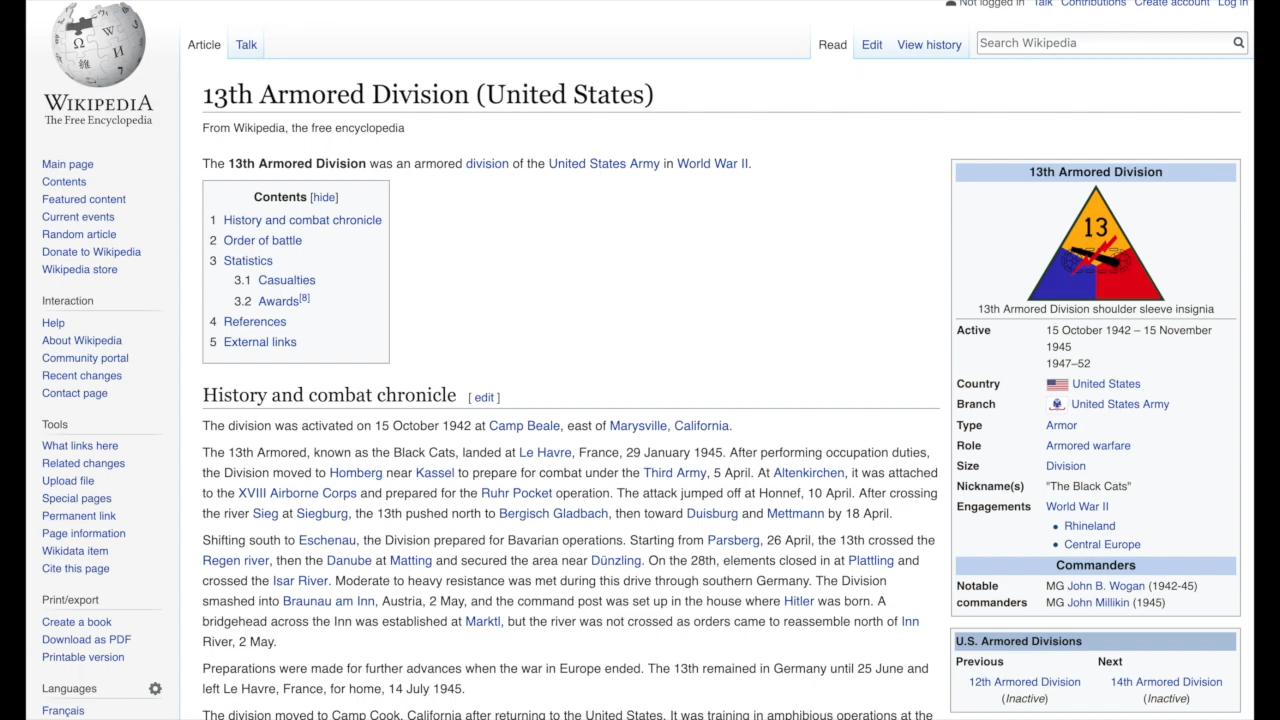 Not logged in Talk Contributions Create account Log in
Article Talk
Read Edit View history
Search Wikipedia
WIKIPEDIA
The Free Encyclopedia
Main page
Contents
Featured content
Current events
Random article
Donate to Wikipedia
Wikipedia store
Interaction
Help
About Wikipedia
Community portal
Recent changes
Contact page
Tools
What links here
Related changes
Upload file
Special pages
Permanent link
Page information
Wikidata item
Cite this page
Print/export
Create a book
Download as PDF
Printable version
Languages
Français
13th Armored Division (United States)
From Wikipedia, the free encyclopedia
The 13th Armored Division was an armored division of the United States Army in World War II.
Contents [hide]
1 History and combat chronicle
2 Order of battle
3 Statistics
3.1 Casualties
3.2 Awards[8]
4 References
5 External links
History and combat chronicle [ edit ]
The division was activated on 15 October 1942 at Camp Beale, east of Marysville, California.
The 13th Armored, known as the Black Cats, landed at Le Havre, France, 29 January 1945. After performing occupation duties,
the Division moved to Homberg near Kassel to prepare for combat under the Third Army, 5 April. At Altenkirchen, it was attached
to the XVIII Airborne Corps and prepared for the Ruhr Pocket operation. The attack jumped off at Honnef, 10 April. After crossing
the river Sieg at Siegburg, the 13th pushed north to Bergisch Gladbach, then toward Duisburg and Mettmann by 18 April.
Shifting south to Eschenau, the Division prepared for Bavarian operations. Starting from Parsberg, 26 April, the 13th crossed the
Regen river, then the Danube at Matting and secured the area near Dünzling. On the 28th, elements closed in at Plattling and
crossed the Isar River. Moderate to heavy resistance was met during this drive through southern Germany. The Division
smashed into Braunau am Inn, Austria, 2 May, and the command post was set up in the house where Hitler was born. A
bridgehead across the Inn was established at Marktl, but the river was not crossed as orders came to reassemble north of Inn
River, 2 May.
Preparations were made for further advances when the war in Europe ended. The 13th remained in Germany until 25 June and
left Le Havre, France, for home, 14 July 1945.
The division moved to Camp Cook, California after returning to the United States. It was training in amphibious operations at the
13th Armored Division
13
13th Armored Division shoulder sleeve insignia
Active 15 October 1942 – 15 November
1945
1947–52
Country United States
Branch United States Army
Type Armor
Role Armored warfare
Size Division
Nickname(s) "The Black Cats"
Engagements World War II
• Rhineland
• Central Europe
Commanders
Notable MG John B. Wogan (1942-45)
commanders MG John Millikin (1945)
U.S. Armored Divisions
Previous Next
12th Armored Division 14th Armored Division
(Inactive) (Inactive)